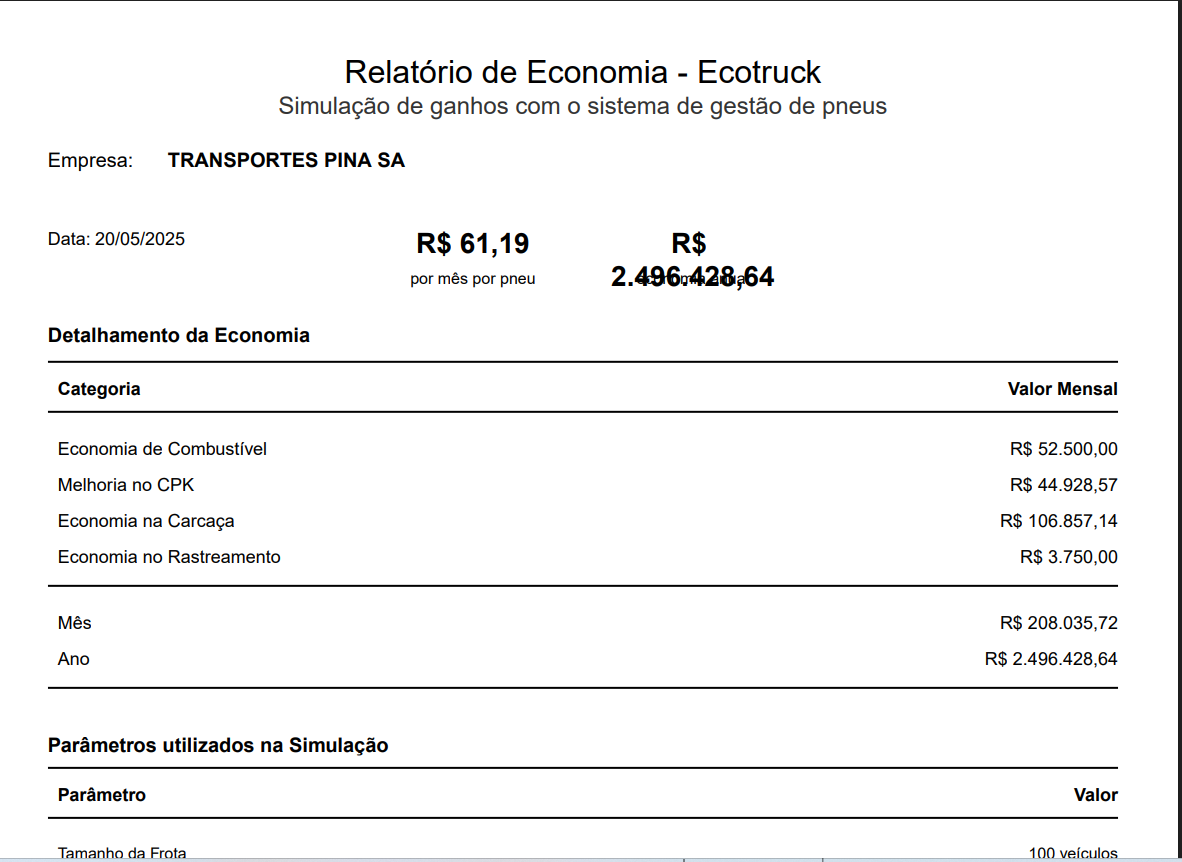 Relatório de Economia - Ecotruck
Simulação de ganhos com o sistema de gestão de pneus
Empresa: TRANSPORTES PINA SA
Data: 20/05/2025
R$ 61,19
por mês por pneu
R$
2.496.428,64
economia anual
Detalhamento da Economia
Categoria Valor Mensal
Economia de Combustível R$ 52.500,00
Melhoria no CPK R$ 44.928,57
Economia na Carcaça R$ 106.857,14
Economia no Rastreamento R$ 3.750,00
Mês R$ 208.035,72
Ano R$ 2.496.428,64
Parâmetros utilizados na Simulação
Parâmetro Valor
Tamanho da Frota 100 veículos